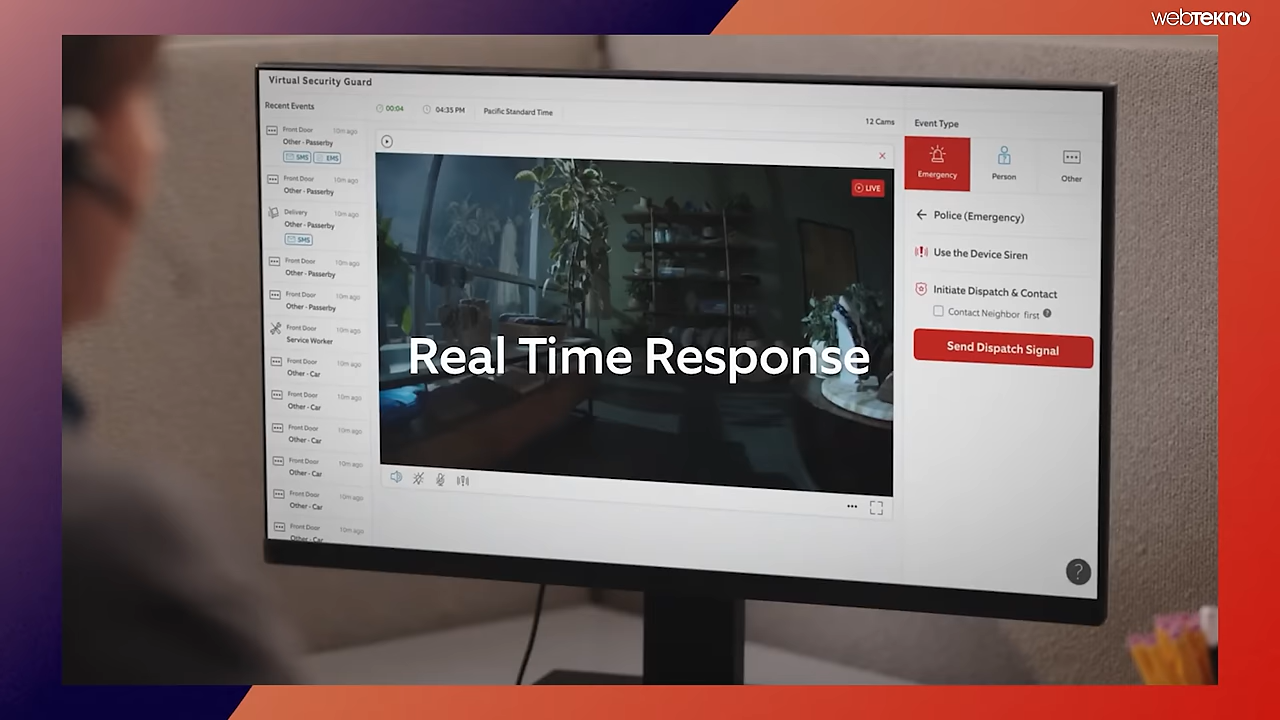 webtekno
Virtual Security Guard
Recent Events
00:04
04:35 PM
Pacific Standard Time
12 Cams
Front Door 10m ago
Other - Passerby
SMS EMS
Front Door 10m ago
Other - Passerby
Delivery 10m ago
Other - Passerby
SMS
Front Door 10m ago
Other - Passerby
Front Door 10m ago
Other - Passerby
Front Door 10m ago
Service Worker
Front Door 10m ago
Other - Car
Front Door 10m ago
Other - Car
Front Door 10m ago
Other - Car
Front Door 10m ago
Other - Car
Front Door 10m ago
Other - Car
Front Door 10m ago
Other - Car
LIVE
Real Time Response
Event Type
Emergency
Person
Other
Police (Emergency)
Use the Device Siren
Initiate Dispatch & Contact
Contact Neighbor first ?
Send Dispatch Signal
?